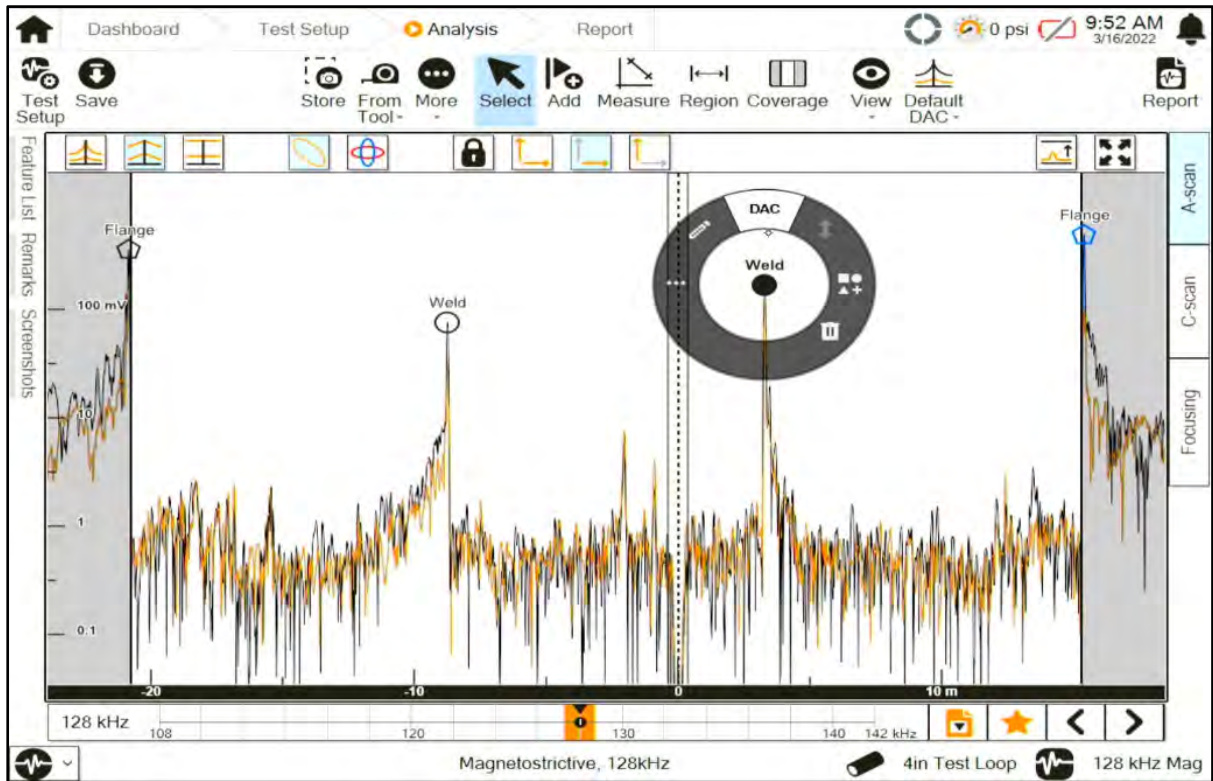 Dashboard Test Setup Analysis Report 0 psi 9:52 AM
3/16/2022
Test Setup Save Store From Tool More Select Add Measure Region Coverage View Default DAC Report
Feature List Remarks Screenshots
A-scan
C-scan
Focusing
DAC
Flange
Flange
Weld
Weld
100 mV
10
1
0.1
-20 -10 0 10 m
128 kHz 108 120 130 140 142 kHz
Magnetostrictive, 128kHz 4in Test Loop 128 kHz Mag